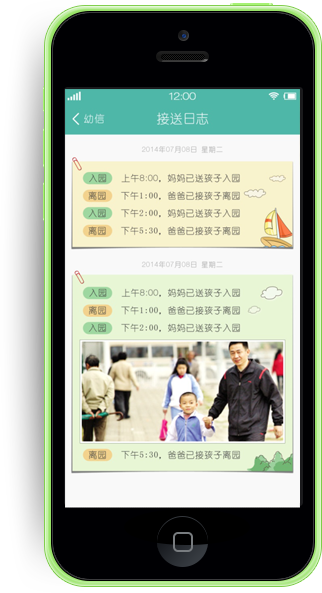 12:00
幼信 接送日志
2014年07月08日 星期二
入园 上午8:00，妈妈已送孩子入园
离园 下午1:00，爸爸已接孩子离园
入园 下午2:00，妈妈已送孩子入园
离园 下午5:30，爸爸已接孩子离园
2014年07月08日 星期二
入园 上午8:00，妈妈已送孩子入园
离园 下午1:00，爸爸已接孩子离园
入园 下午2:00，妈妈已送孩子入园
离园 下午5:30，爸爸已接孩子离园